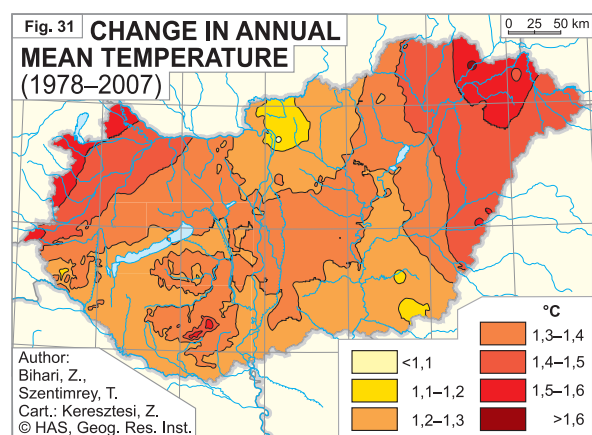 Fig. 31
CHANGE IN ANNUAL
MEAN TEMPERATURE
(1978–2007)
0 25 50 km
Author:
Bihari, Z.,
Szentimrey, T.
Cart.: Keresztesi, Z.
© HAS, Geogr. Res. Inst.
°C
<1,1
1,1–1,2
1,2–1,3
1,3–1,4
1,4–1,5
1,5–1,6
>1,6